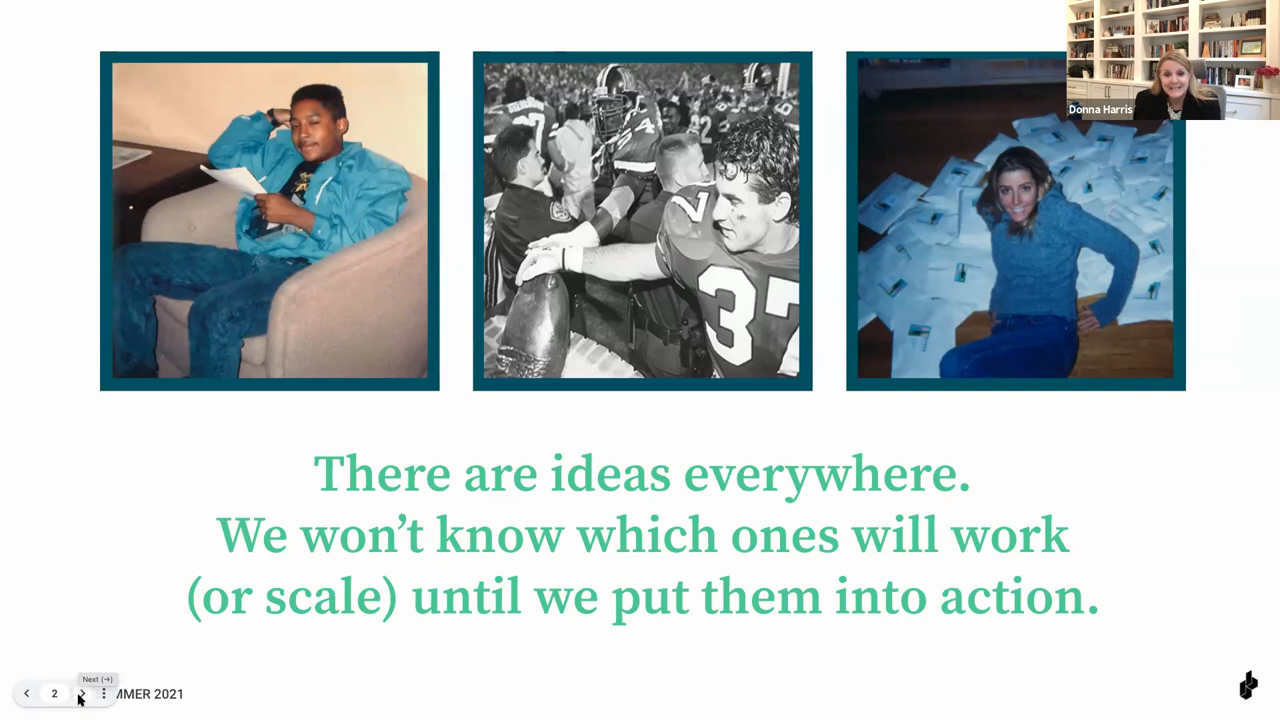 Donna Harris
37
There are ideas everywhere.
We won’t know which ones will work
(or scale) until we put them into action.
Next (→)
2
MMER 2021